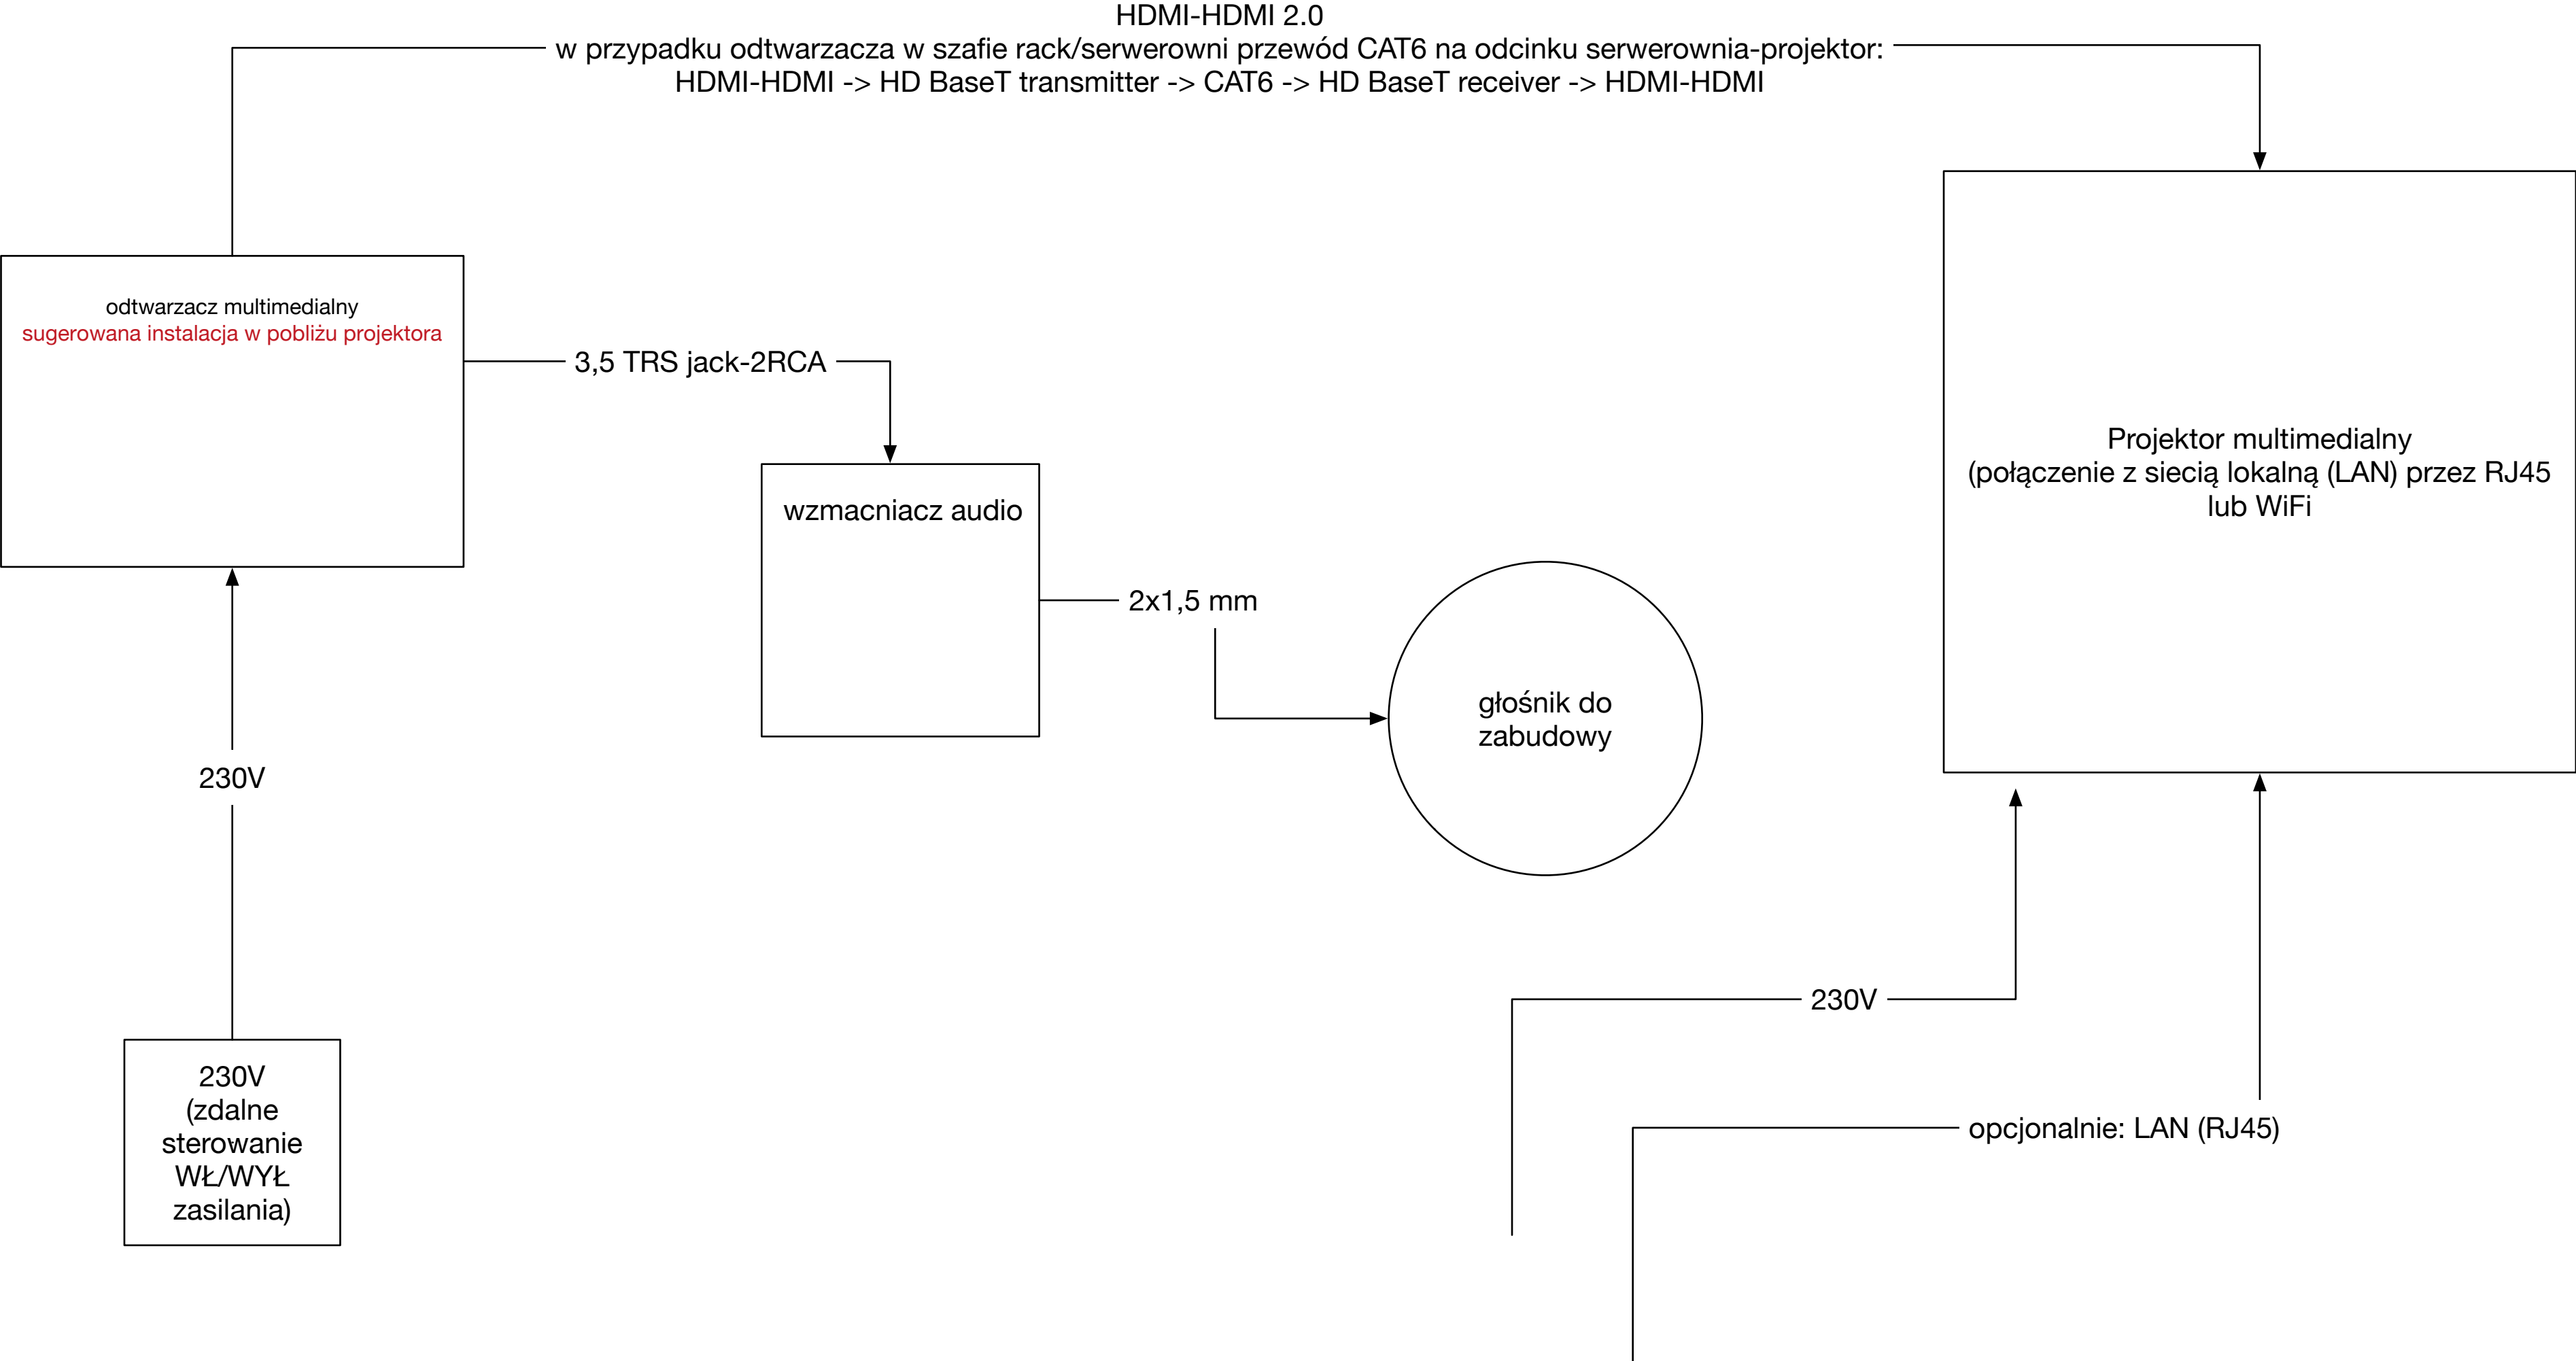 HDMI-HDMI 2.0
w przypadku odtwarzacza w szafie rack/serwerowni przewód CAT6 na odcinku serwerownia-projektor:
HDMI-HDMI -> HD BaseT transmitter -> CAT6 -> HD BaseT receiver -> HDMI-HDMI
odtwarzacz multimedialny
sugerowana instalacja w pobliżu projektora
3,5 TRS jack-2RCA
wzmacniacz audio
Projektor multimedialny
(połączenie z siecią lokalną (LAN) przez RJ45
lub WiFi
2x1,5 mm
głośnik do
zabudowy
230V
230V
(zdalne
sterowanie
WŁ/WYŁ
zasilania)
230V
opcjonalnie: LAN (RJ45)